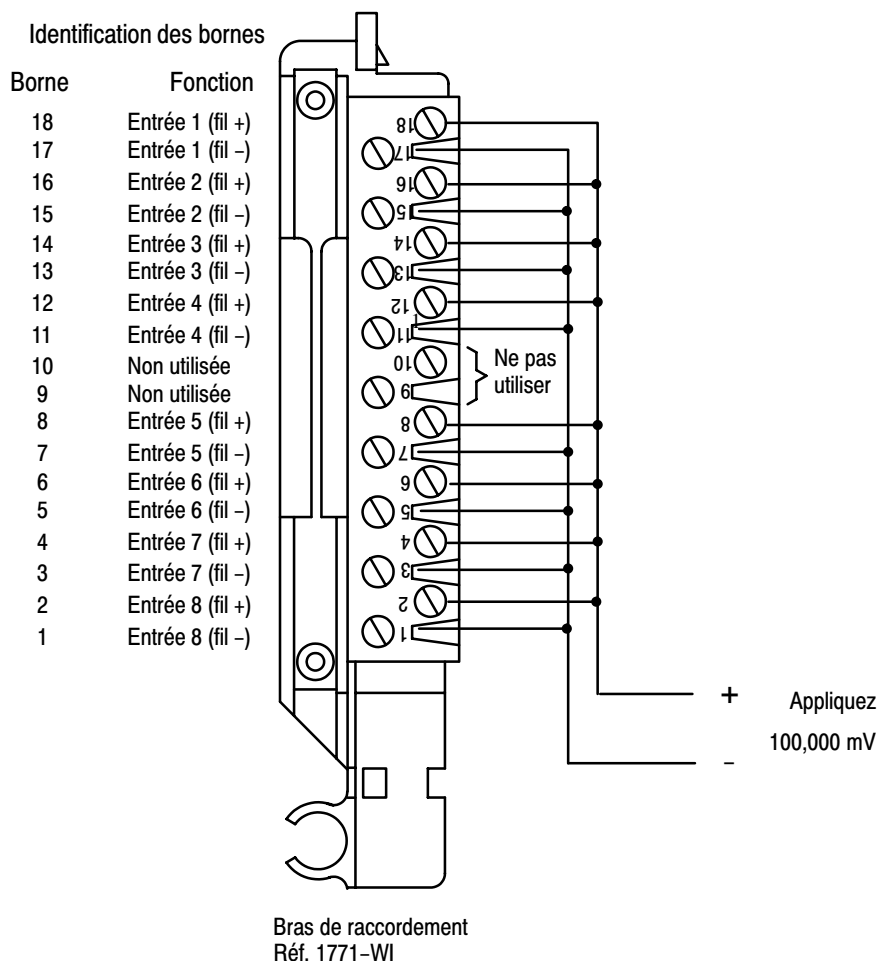 Identification des bornes
Borne Fonction
18 Entrée 1 (fil +)
17 Entrée 1 (fil –)
16 Entrée 2 (fil +)
15 Entrée 2 (fil –)
14 Entrée 3 (fil +)
13 Entrée 3 (fil –)
12 Entrée 4 (fil +)
11 Entrée 4 (fil –)
10 Non utilisée
9 Non utilisée
8 Entrée 5 (fil +)
7 Entrée 5 (fil –)
6 Entrée 6 (fil +)
5 Entrée 6 (fil –)
4 Entrée 7 (fil +)
3 Entrée 7 (fil –)
2 Entrée 8 (fil +)
1 Entrée 8 (fil –)
18
17
16
15
14
13
12
11
10
9
8
7
6
5
4
3
2
1
Ne pas
utiliser
+
Appliquez
100,000 mV
–
Bras de raccordement
Réf. 1771–WI